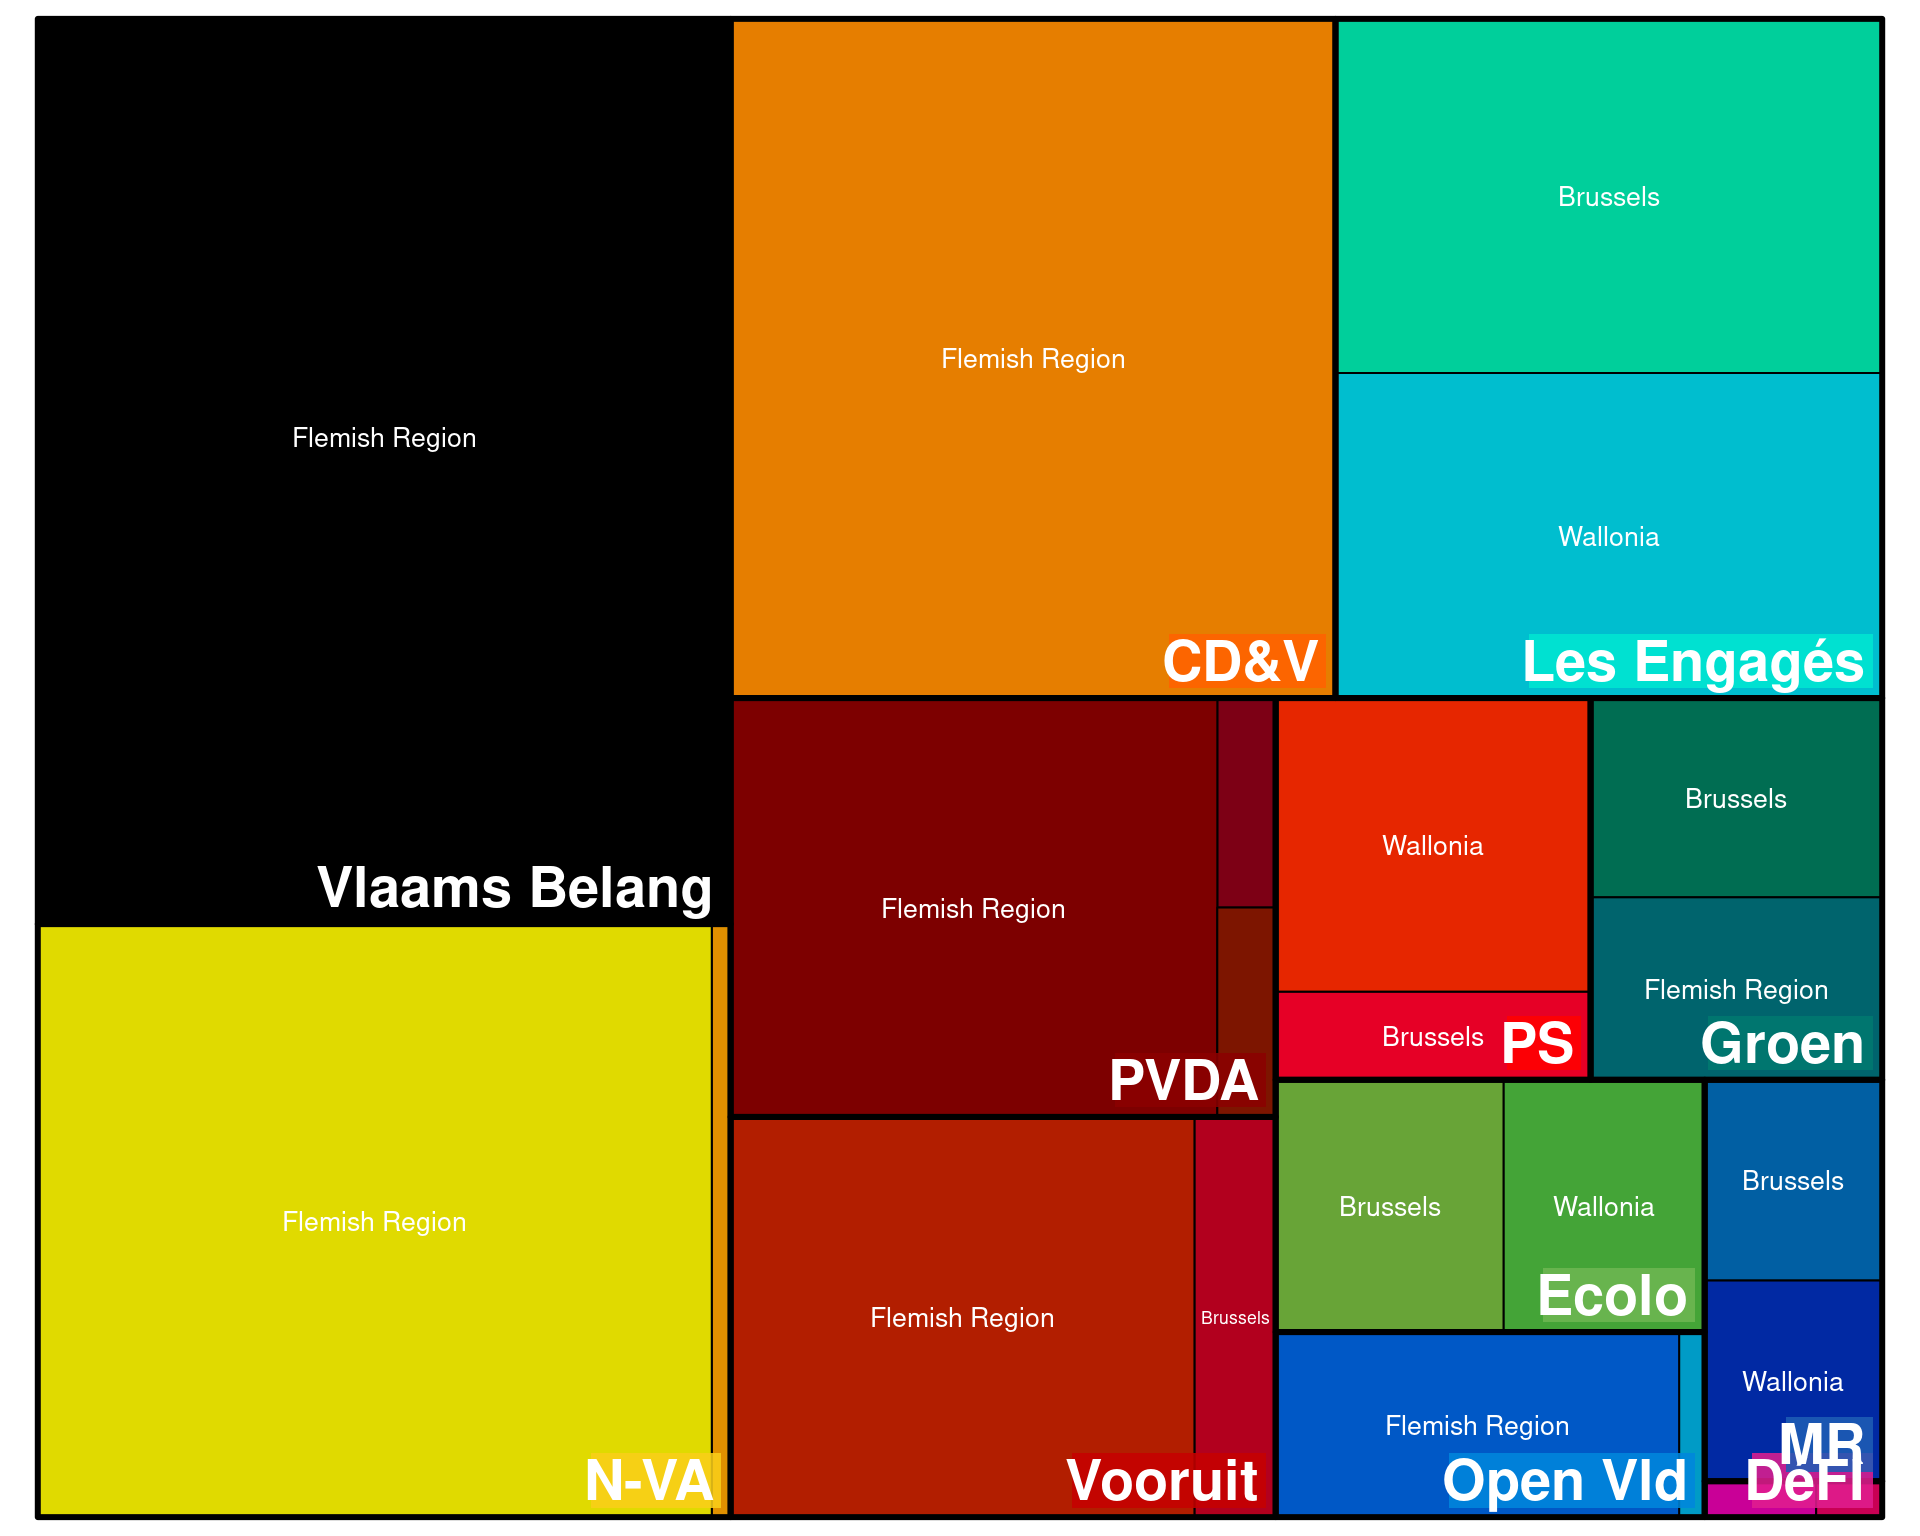 Flemish Region
Vlaams Belang
Flemish Region
N-VA
Flemish Region
CD&V
Brussels
Wallonia
Les Engagés
Flemish Region
PVDA
Flemish Region
Brussels
Vooruit
Wallonia
Brussels
PS
Brussels
Flemish Region
Groen
Brussels
Wallonia
Ecolo
Flemish Region
Open Vld
Brussels
Wallonia
MR
DéFI